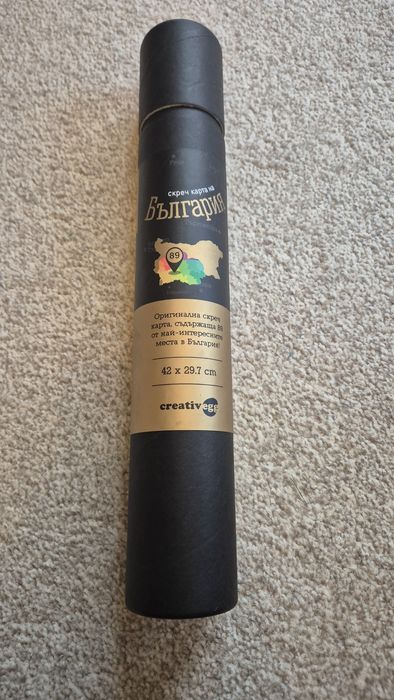 скреч карта на
България
89
Оригинална скреч
карта, съдържаща 89
от най-интересните
места в България!
42 x 29.7 cm
creativegg